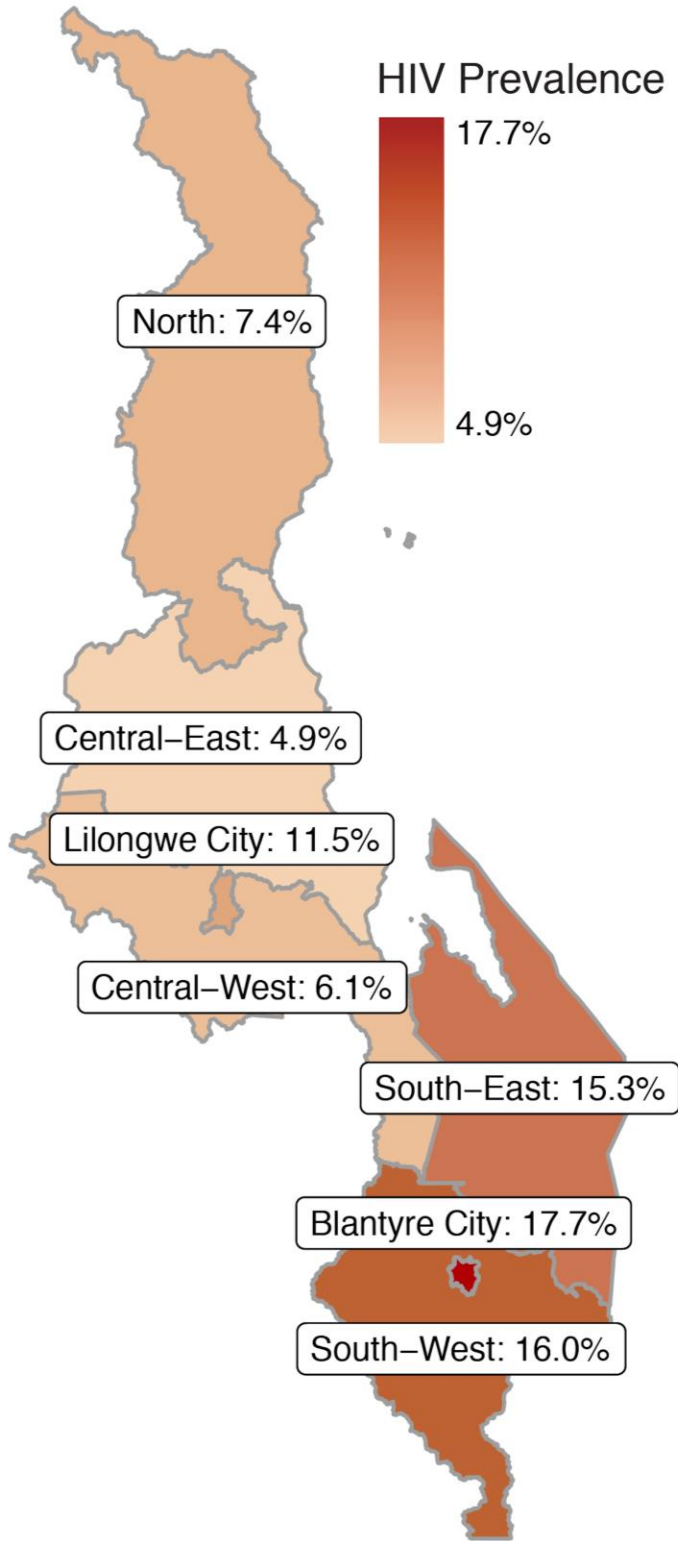 HIV Prevalence
17.7%
4.9%
North: 7.4%
Central–East: 4.9%
Lilongwe City: 11.5%
Central–West: 6.1%
South–East: 15.3%
Blantyre City: 17.7%
South–West: 16.0%